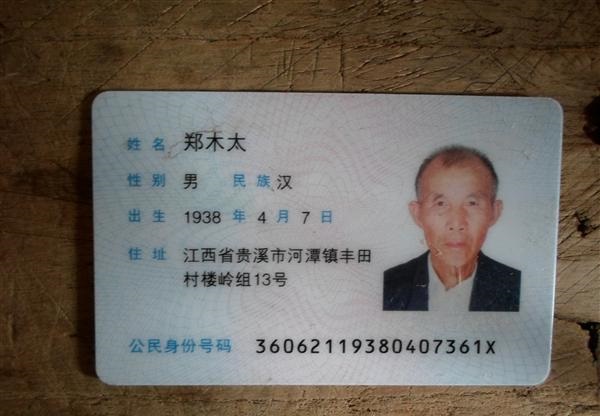 姓名 郑木太
性别 男 民族 汉
出生 1938 年 4 月 7 日
住址 江西省贵溪市河潭镇丰田
村楼岭组13号
公民身份号码 36062119380407361X